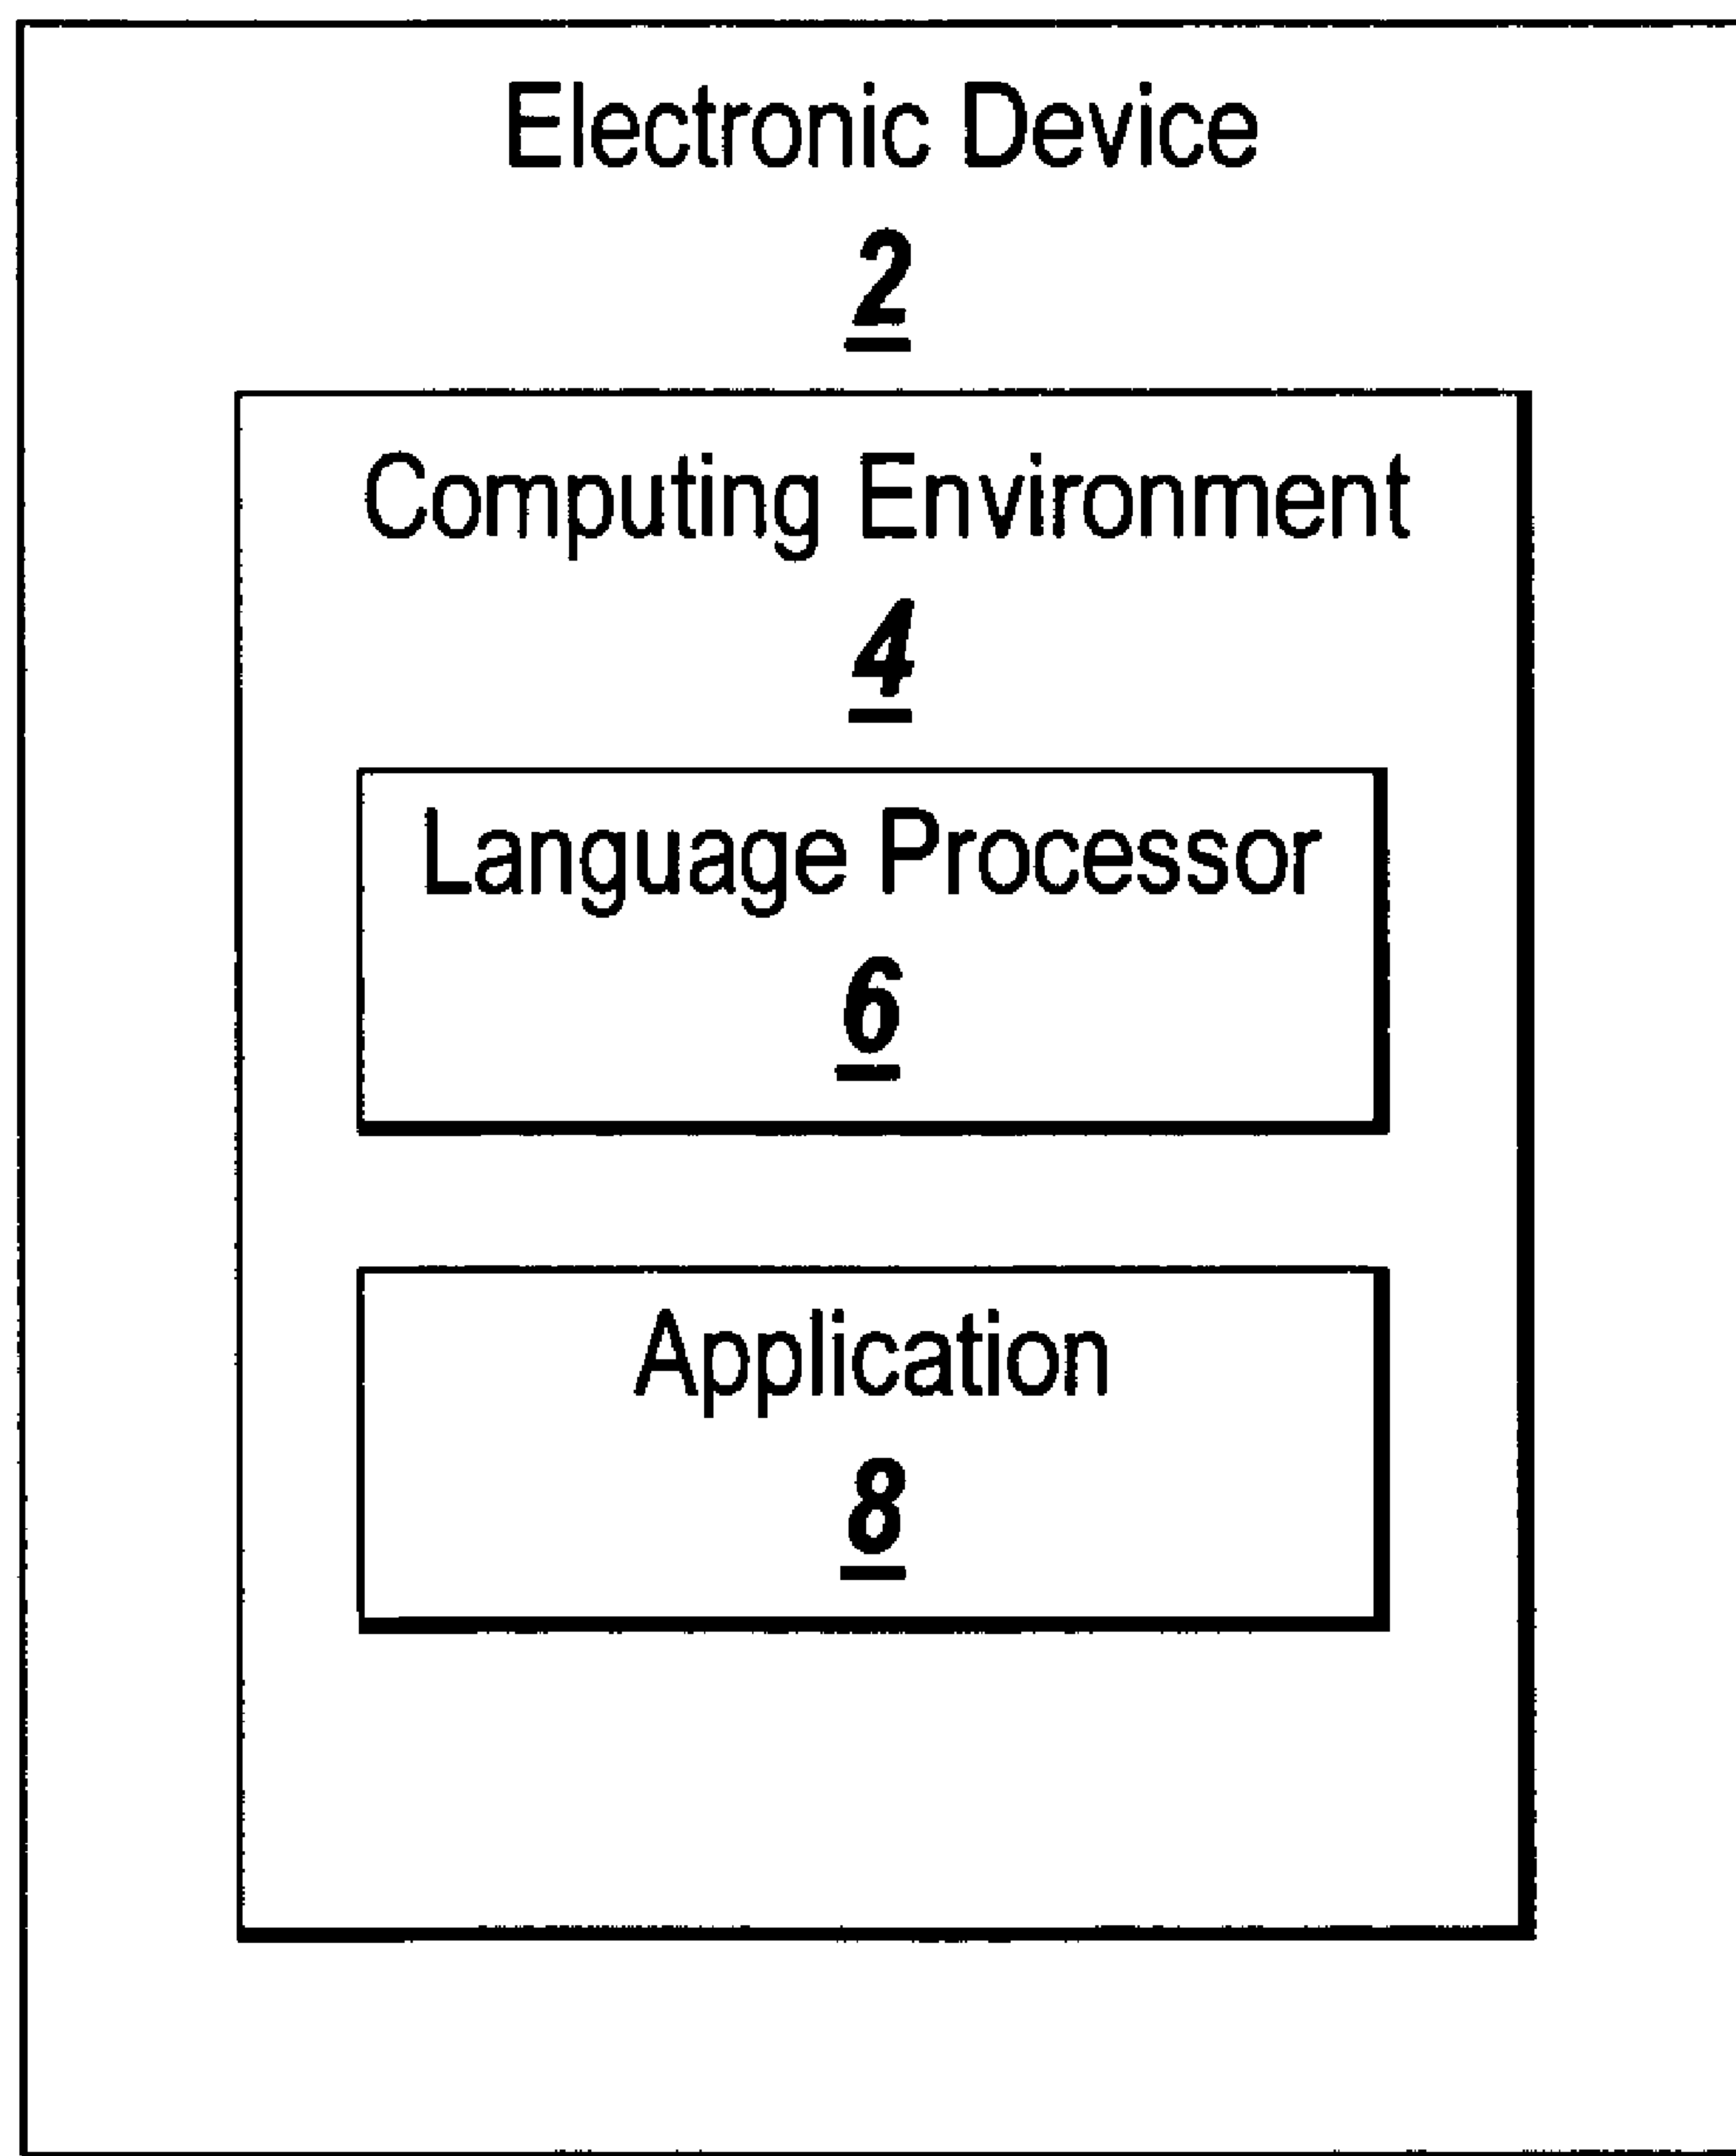 Electronic Device
2
Computing Environment
4
Language Processor
6
Application
8